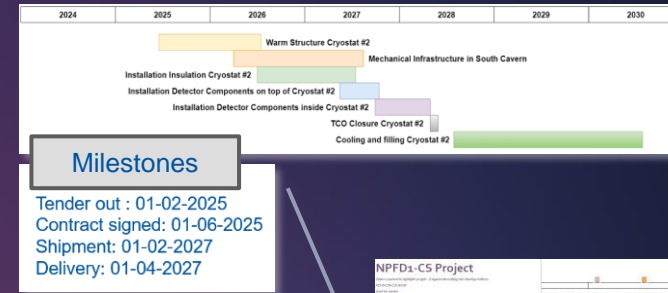 2024 2025 2026 2027 2028 2029 2030
Warm Structure Cryostat #2
Mechanical Infrastructure in South Cavern
Installation Insulation Cryostat #2
Installation Detector Components on top of Cryostat #2
Installation Detector Components inside Cryostat #2
TCO Closure Cryostat #2
Cooling and filling Cryostat #2
Milestones
Tender out : 01-02-2025
Contract signed: 01-06-2025
Shipment: 01-02-2027
Delivery: 01-04-2027
NPFD1-CS Project